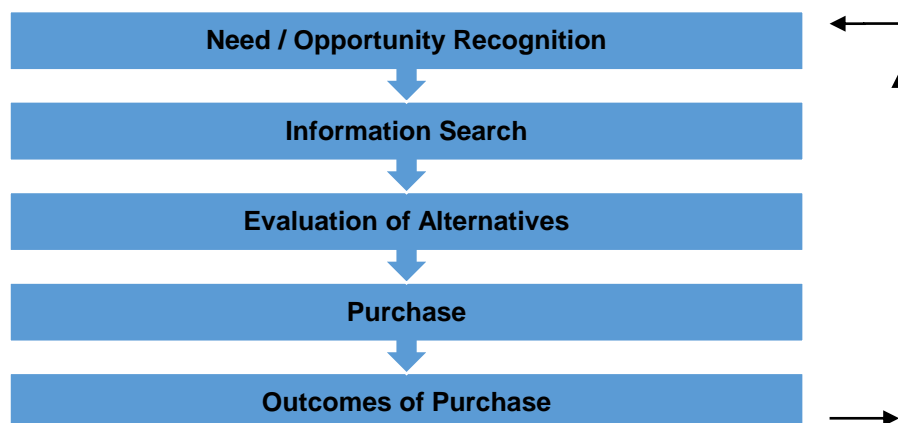 Need / Opportunity Recognition
Information Search
Evaluation of Alternatives
Purchase
Outcomes of Purchase